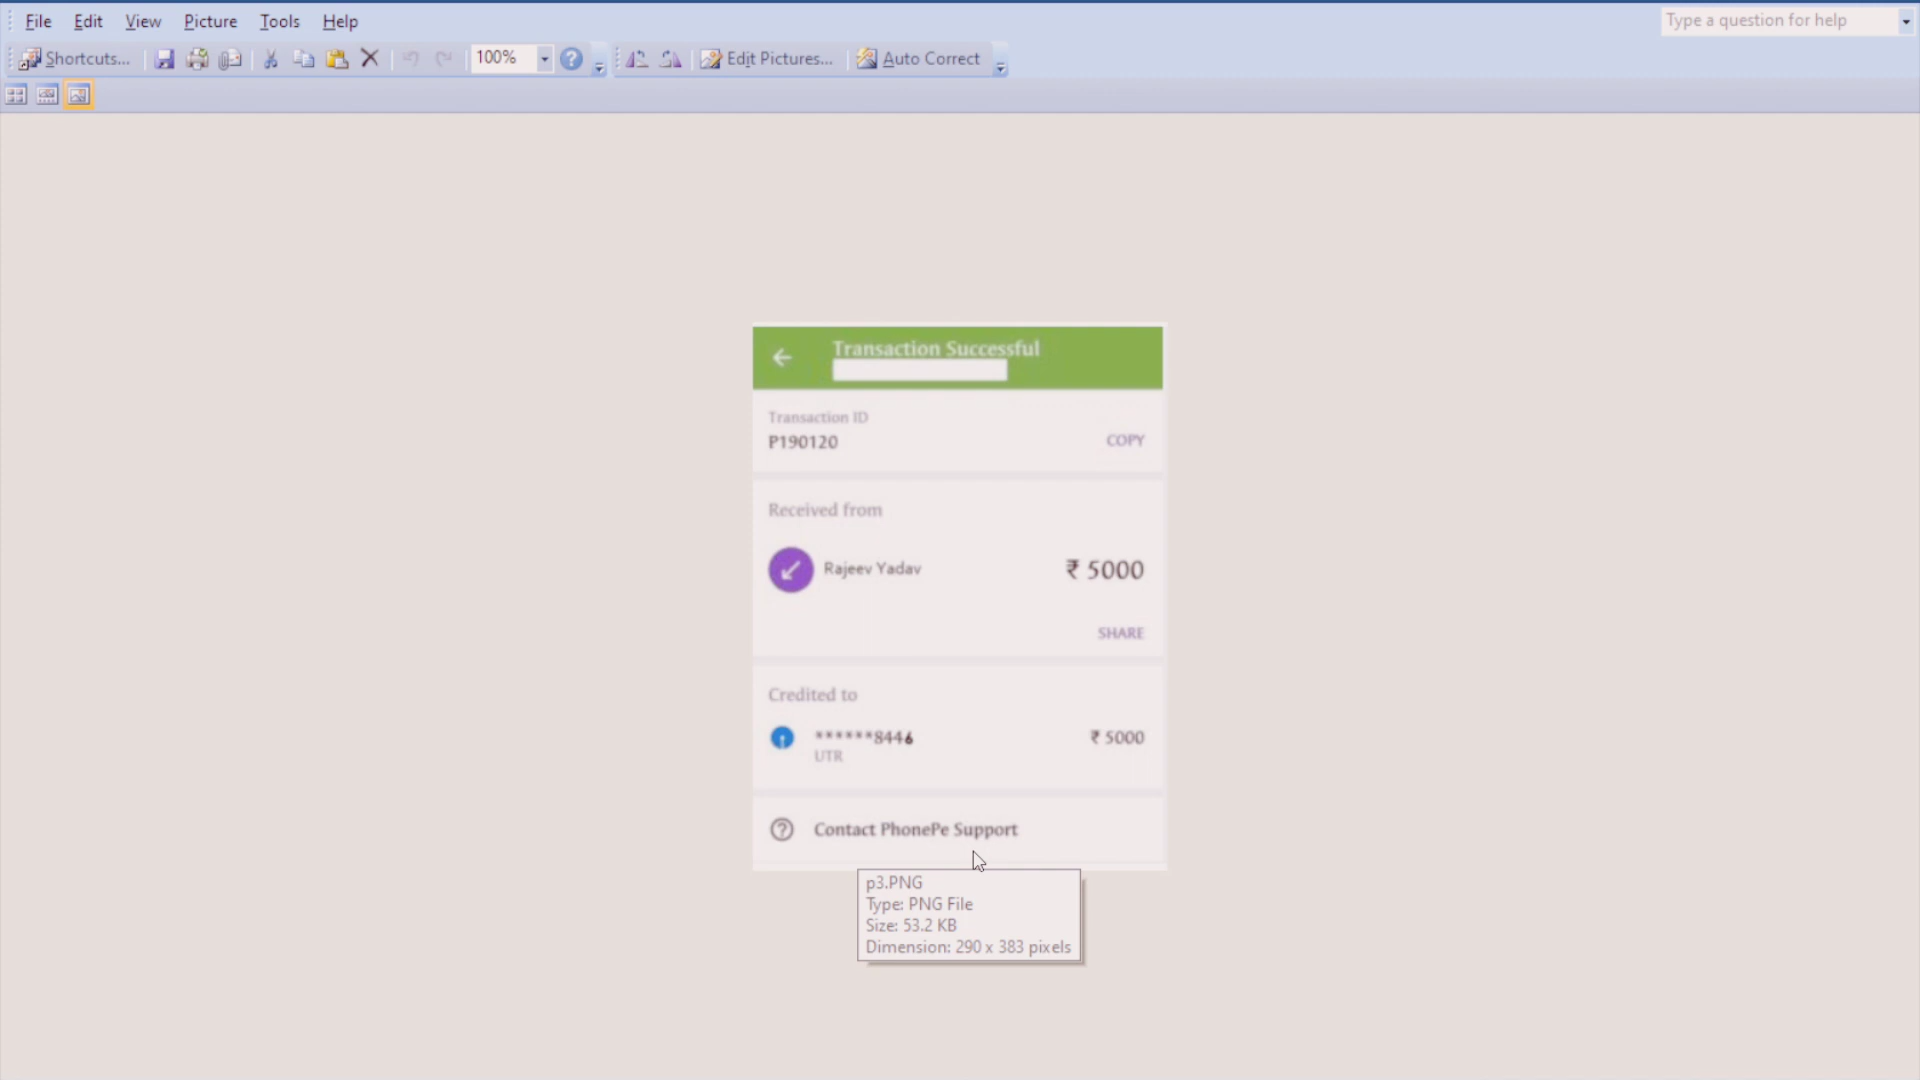 File Edit View Picture Tools Help
Type a question for help
Shortcuts... 100% Edit Pictures... Auto Correct
Transaction Successful
Transaction ID
P190120
COPY
Received from
Rajeev Yadav
₹ 5000
SHARE
Credited to
******8446
₹ 5000
UTR
Contact PhonePe Support
p3.PNG
Type: PNG File
Size: 53.2 KB
Dimension: 290 x 383 pixels